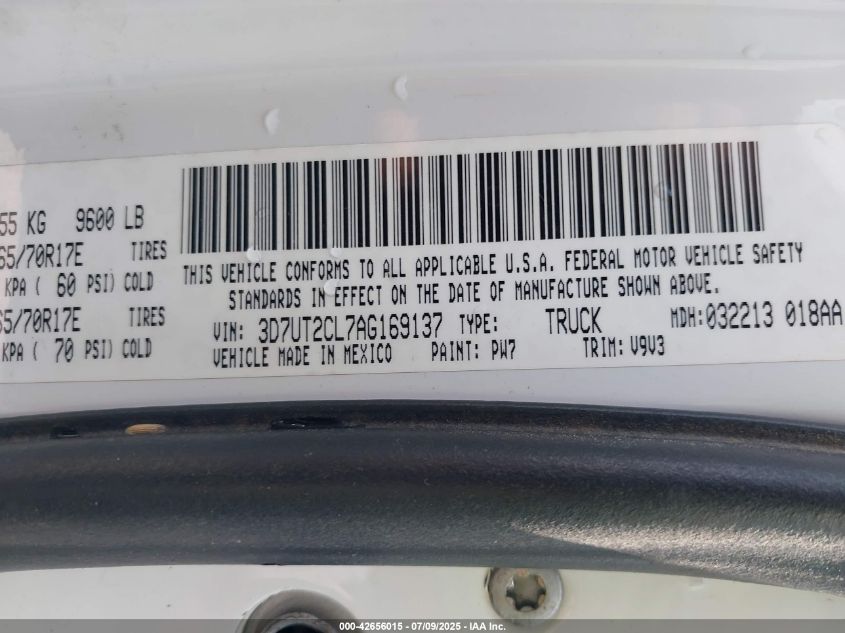 55 KG 9600 LB
65/70R17E TIRES
KPA ( 60 PSI) COLD
65/70R17E TIRES
KPA ( 70 PSI) COLD
THIS VEHICLE CONFORMS TO ALL APPLICABLE U.S.A. FEDERAL MOTOR VEHICLE SAFETY
STANDARDS IN EFFECT ON THE DATE OF MANUFACTURE SHOWN ABOVE.
VIN: 3D7UT2CL7AG169137 TYPE: TRUCK MDH:032213 018AA
VEHICLE MADE IN MEXICO PAINT: PW7 TRIM: V9V3
000-42656015 | 07/09/2025 - IAA Inc.